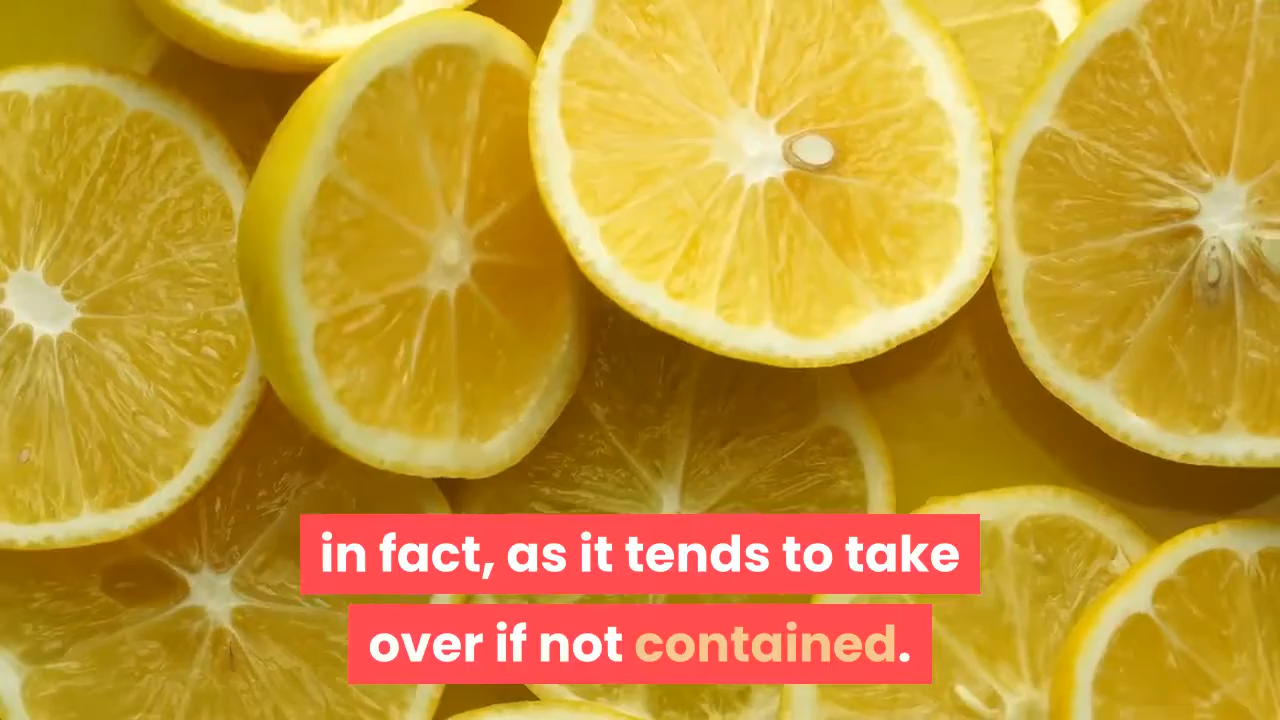 in fact, as it tends to take
over if not contained.